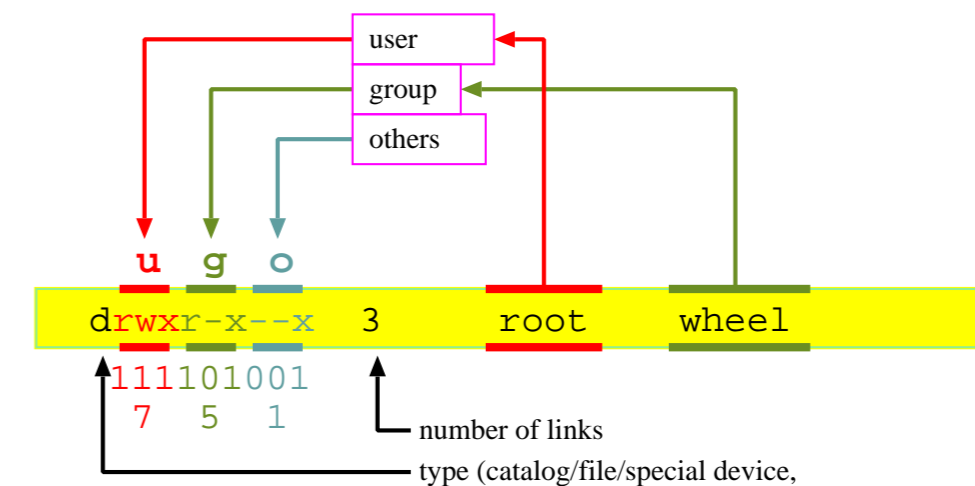 user
group
others
u g o
drwxr-x--x 3 root wheel
111101001
7 5 1
number of links
type (catalog/file/special device,